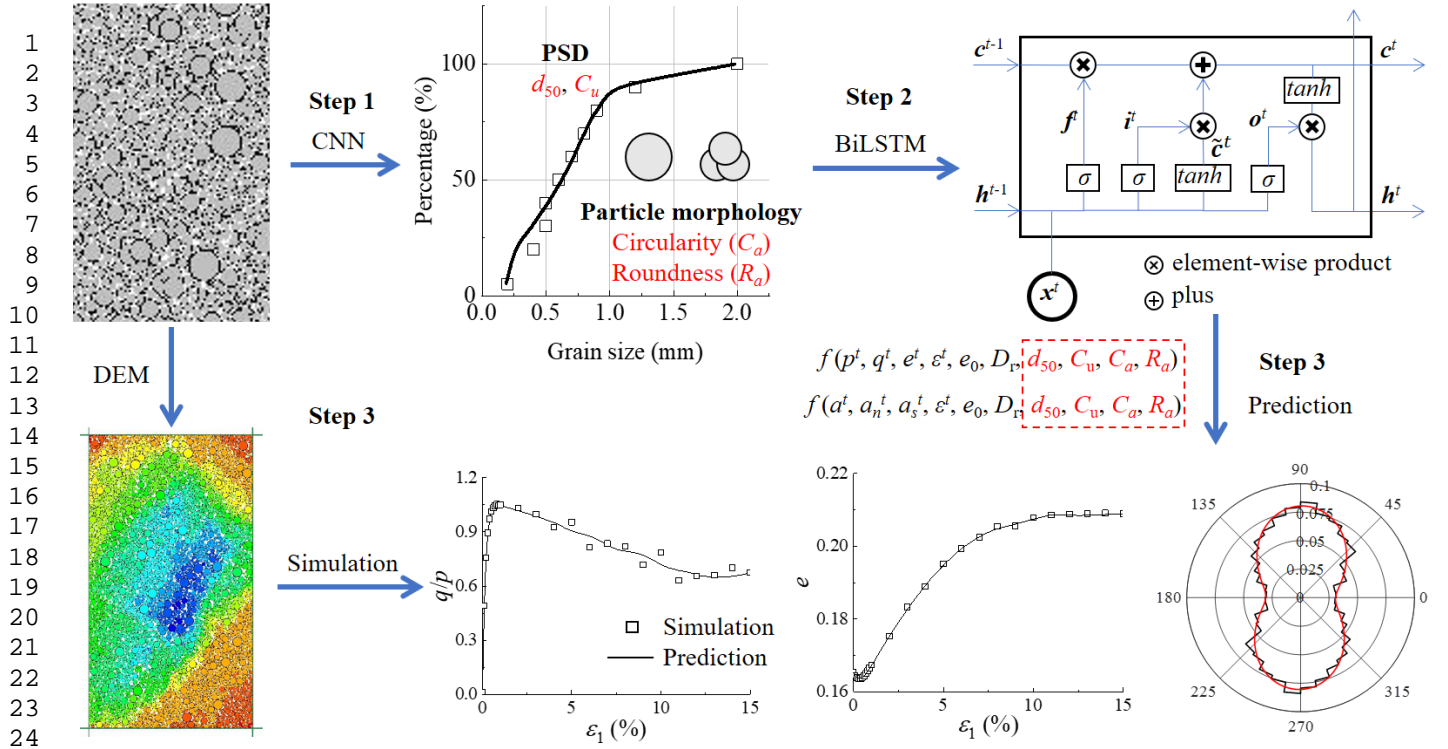 1
2
3
4
5
6
7
8
9
10
11
12
13
14
15
16
17
18
19
20
21
22
23
24
Step 1
CNN
DEM
Percentage (%)
100
50
0
PSD
d₅₀, Cᵤ
Particle morphology
Circularity (Cₐ)
Roundness (Rₐ)
0.0 0.5 1.0 1.5 2.0
Grain size (mm)
Step 2
BiLSTM
cᵗ⁻¹
cᵗ
tanh
fᵗ
iᵗ
oᵗ
c̃ᵗ
σ σ tanh σ
hᵗ⁻¹
hᵗ
xᵗ
⊗ element-wise product
⊕ plus
f (pᵗ, qᵗ, eᵗ, εᵗ, e₀, Dᵣ, d₅₀, Cᵤ, Cₐ, Rₐ)
f (aᵗ, aₙᵗ, aₛᵗ, εᵗ, e₀, Dᵣ, d₅₀, Cᵤ, Cₐ, Rₐ)
Step 3
Prediction
Step 3
Simulation
q/p
1.2
0.9
0.6
0.3
0.0
□ Simulation
— Prediction
0 5 10 15
ε₁ (%)
e
0.22
0.20
0.18
0.16
0 5 10 15
ε₁ (%)
90
135
45
0.1
0.075
0.05
0.025
180
0
0
225
315
270